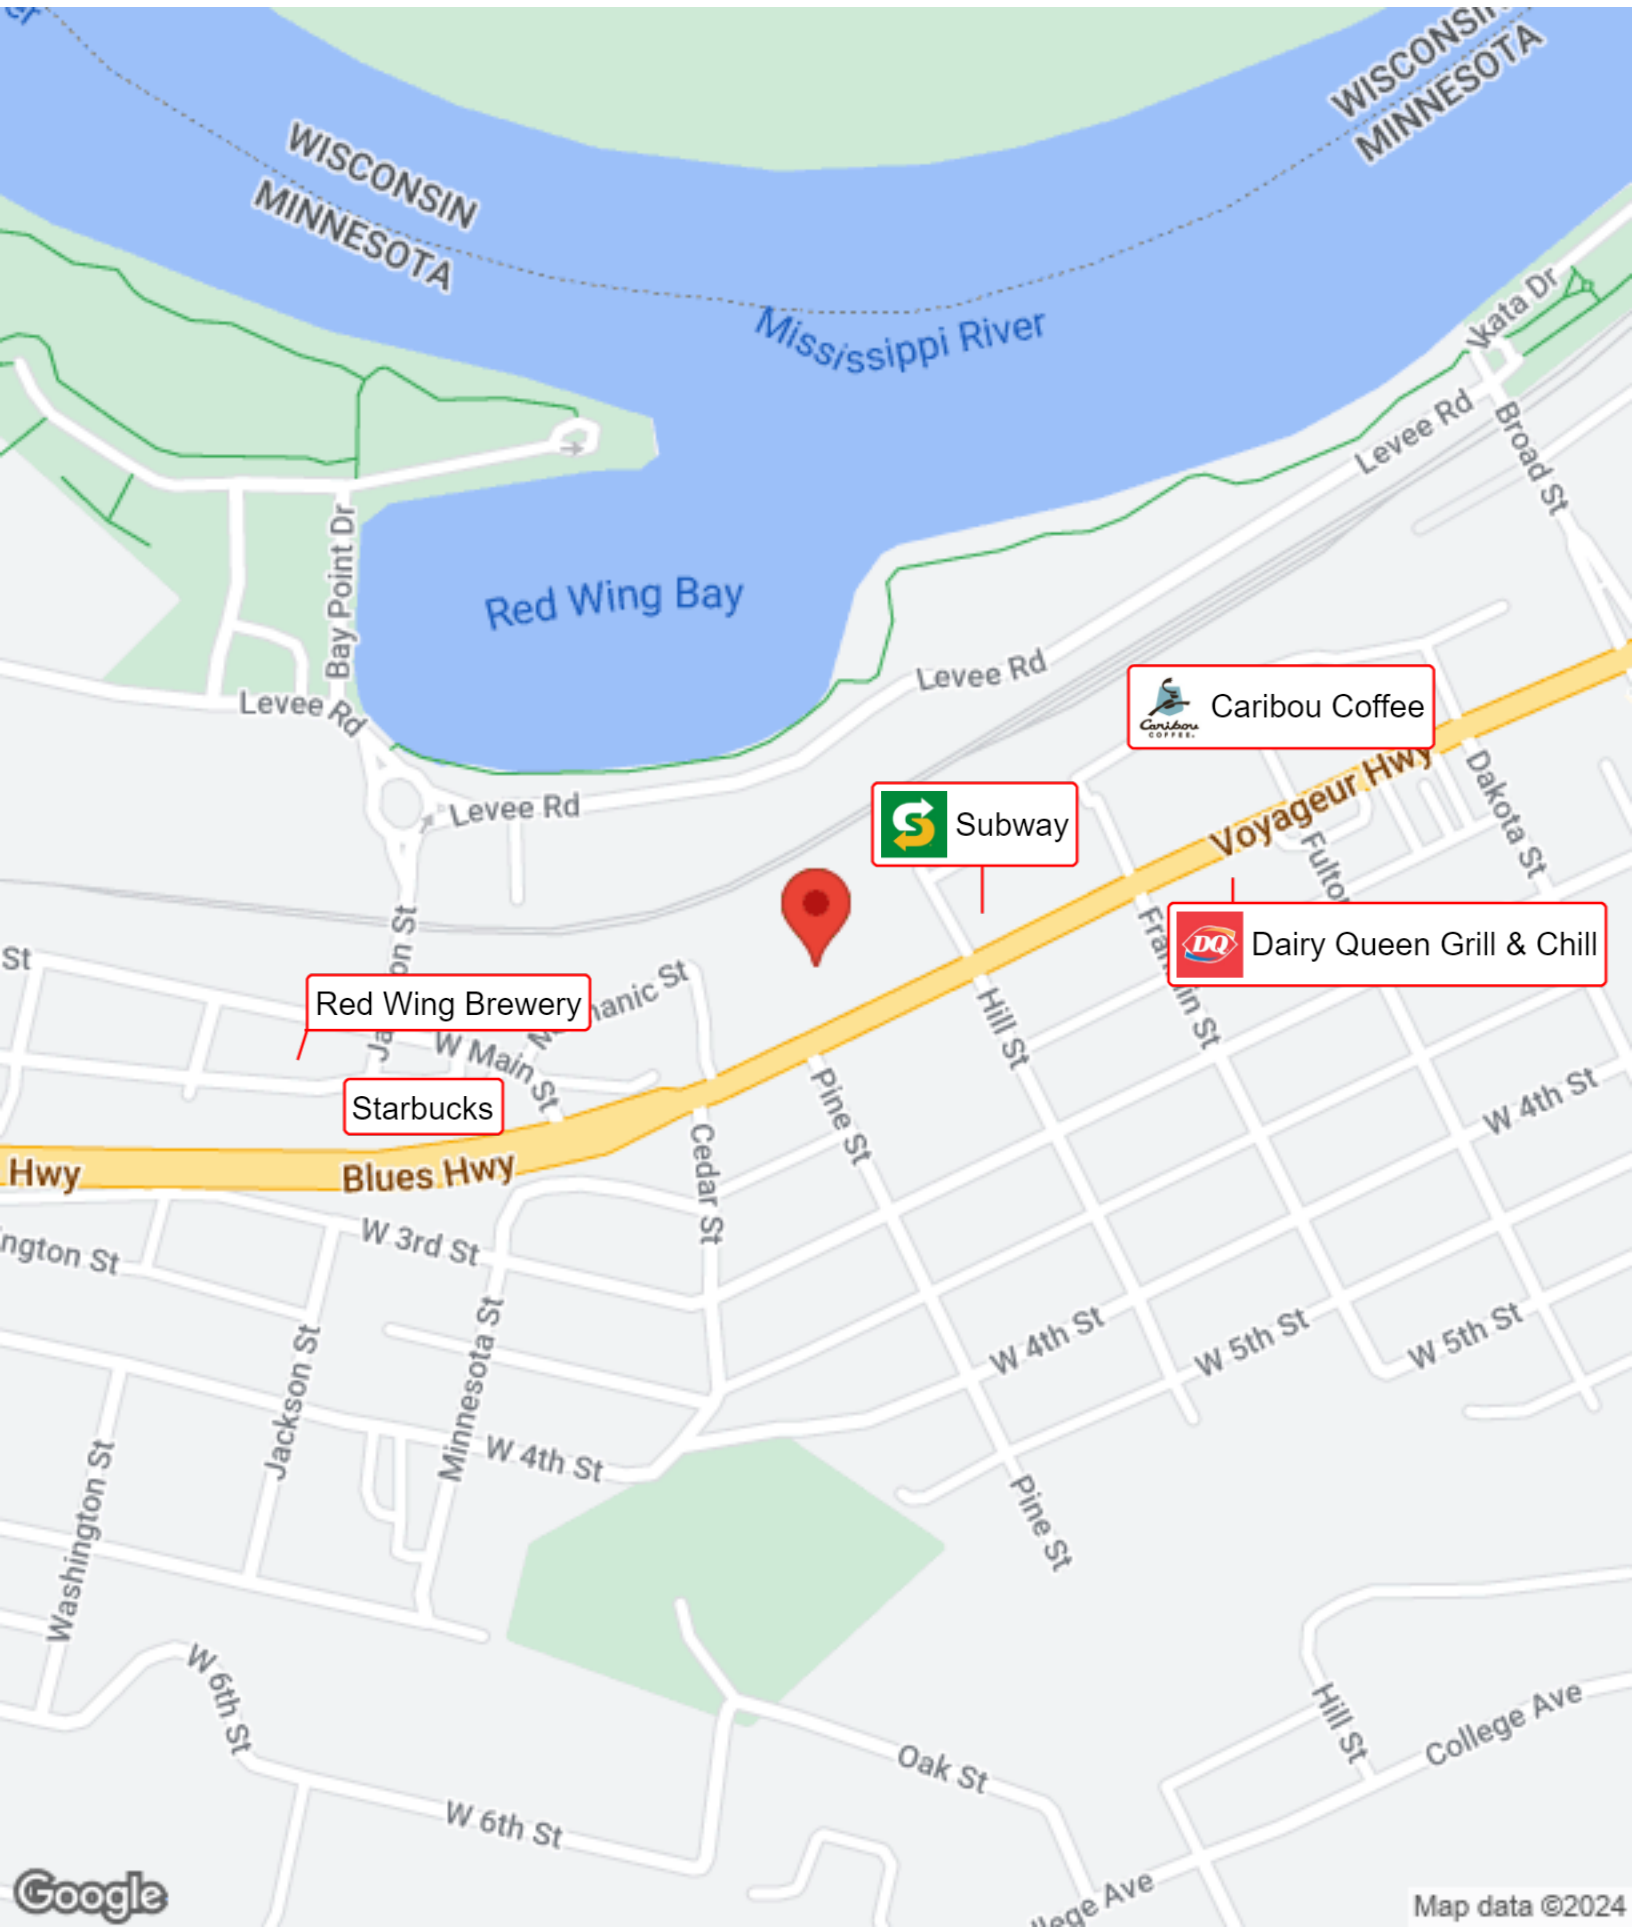 er
WISCONSIN
MINNESOTA
WISCONSIN
MINNESOTA
Mississippi River
Levee Rd
Broad St
Bay Point Dr
Red Wing Bay
Levee Rd
Levee Rd
Levee Rd
Caribou
COFFEE
Caribou Coffee
Voyageur Hwy
Dakota St
Subway
DQ
Dairy Queen Grill & Chill
St
Red Wing Brewery
W Main St
Starbucks
Hill St
Pine St
Cedar St
W 4th St
Hwy
Blues Hwy
W 3rd St
W 4th St
W 5th St
W 5th St
Minnesota St
Jackson St
Washington St
W 4th St
Pine St
W 6th St
W 6th St
Oak St
Hill St
College Ave
Google
Map data ©2024